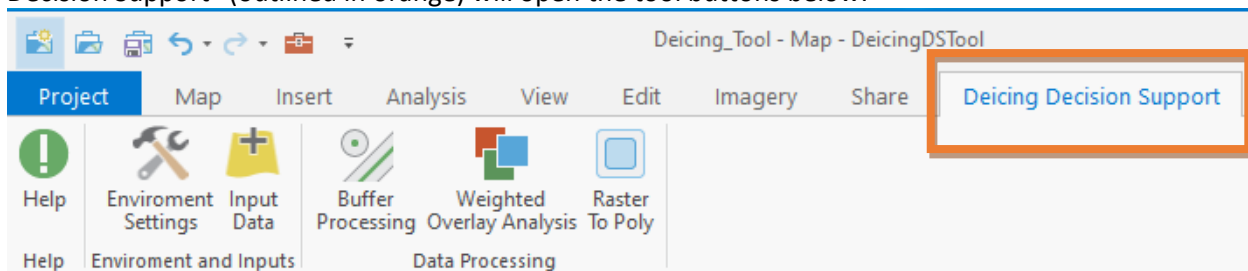 Decision Support" (outlined in orange) will open the tool buttons below.
Deicing_Tool - Map - DeicingDSTool
Project Map Insert Analysis View Edit Imagery Share Deicing Decision Support
Help Enviroment Settings Input Data Buffer Processing Weighted Overlay Analysis Raster To Poly
Help Enviroment and Inputs Data Processing